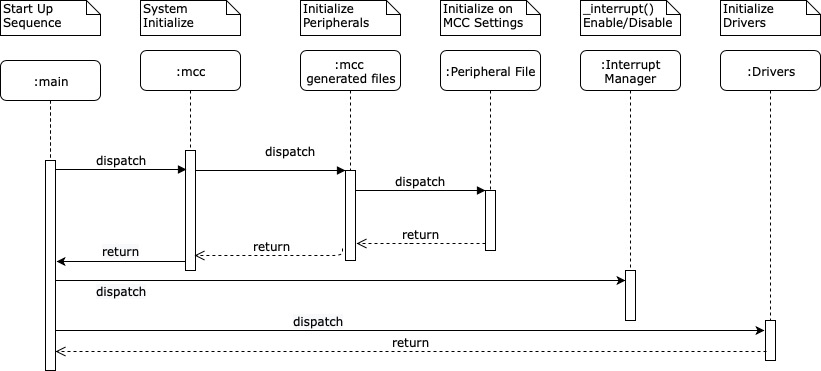 Start Up
Sequence
System
Initialize
Initialize
Peripherals
Initialize on
MCC Settings
_interrupt()
Enable/Disable
Initialize
Drivers
:main
:mcc
:mcc
generated files
:Peripheral File
:Interrupt
Manager
:Drivers
dispatch
dispatch
dispatch
return
return
return
dispatch
dispatch
return